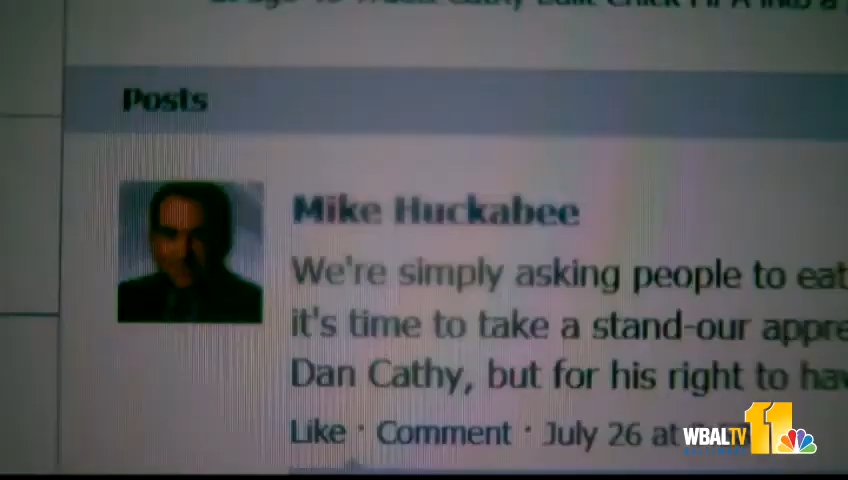 Posts
Mike Huckabee
We're simply asking people to eat
it's time to take a stand-our appre
Dan Cathy, but for his right to hav
Like · Comment · July 26 at
WBALTV 11